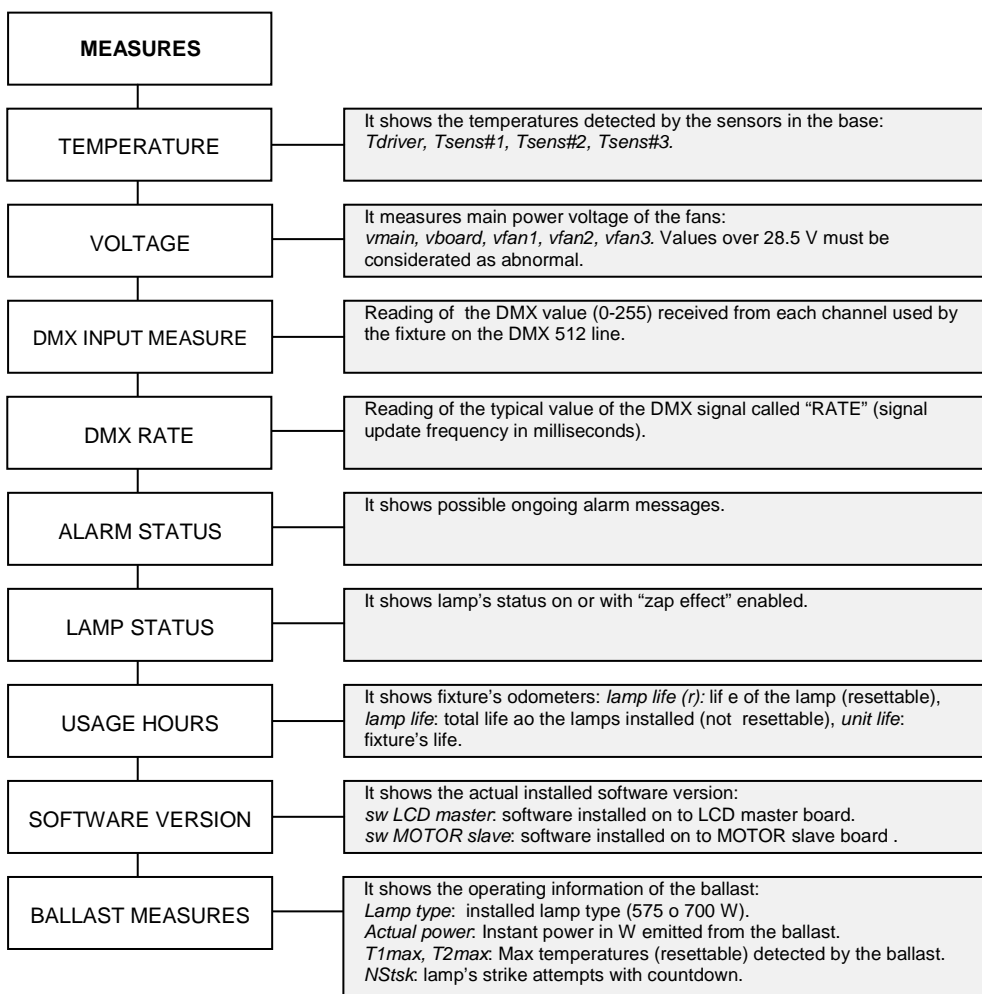 MEASURES
TEMPERATURE
It shows the temperatures detected by the sensors in the base:
Tdriver, Tsens#1, Tsens#2, Tsens#3.
VOLTAGE
It measures main power voltage of the fans:
vmain, vboard, vfan1, vfan2, vfan3. Values over 28.5 V must be
considerated as abnormal.
DMX INPUT MEASURE
Reading of the DMX value (0-255) received from each channel used by
the fixture on the DMX 512 line.
DMX RATE
Reading of the typical value of the DMX signal called “RATE” (signal
update frequency in milliseconds).
ALARM STATUS
It shows possible ongoing alarm messages.
LAMP STATUS
It shows lamp’s status on or with “zap effect” enabled.
USAGE HOURS
It shows fixture’s odometers: lamp life (r): lif e of the lamp (resettable),
lamp life: total life ao the lamps installed (not resettable), unit life:
fixture’s life.
SOFTWARE VERSION
It shows the actual installed software version:
sw LCD master: software installed on to LCD master board.
sw MOTOR slave: software installed on to MOTOR slave board .
BALLAST MEASURES
It shows the operating information of the ballast:
Lamp type: installed lamp type (575 o 700 W).
Actual power: Instant power in W emitted from the ballast.
T1max, T2max: Max temperatures (resettable) detected by the ballast.
NStsk: lamp’s strike attempts with countdown.